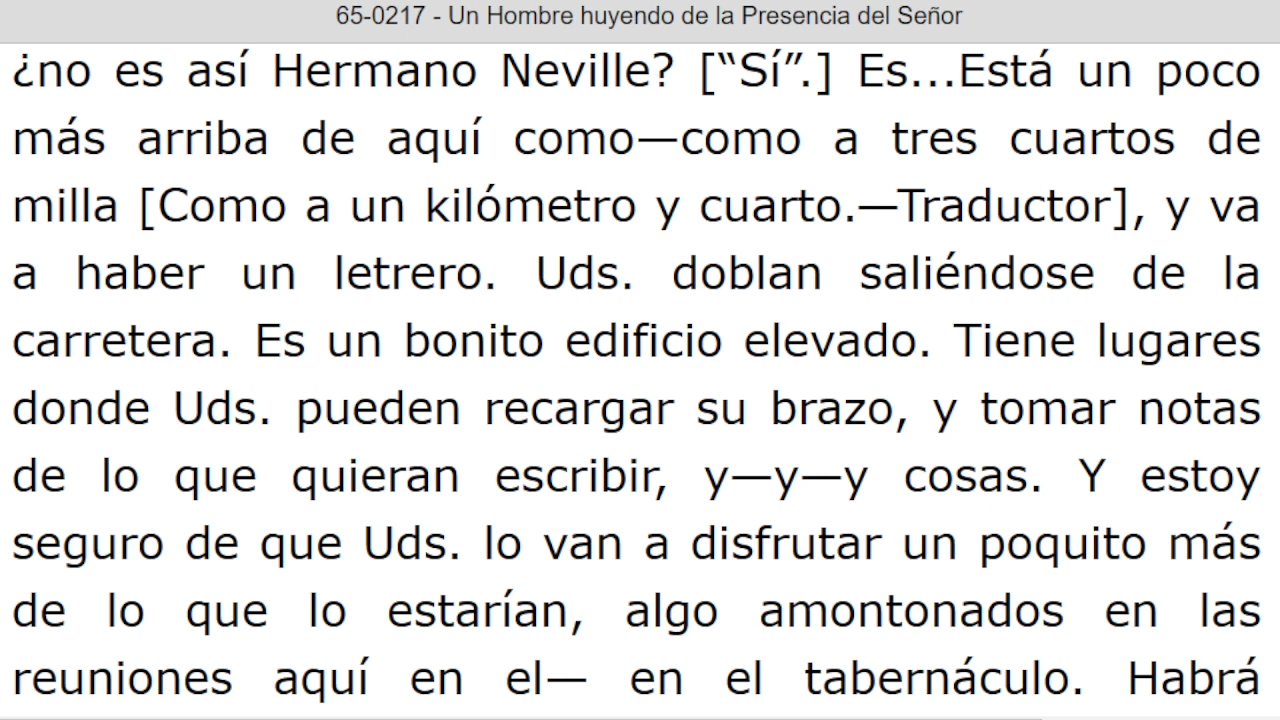 65-0217 - Un Hombre huyendo de la Presencia del Señor
¿no es así Hermano Neville? [“Sí”.] Es...Está un poco
más arriba de aquí como—como a tres cuartos de
milla [Como a un kilómetro y cuarto.—Traductor], y va
a haber un letrero. Uds. doblan saliéndose de la
carretera. Es un bonito edificio elevado. Tiene lugares
donde Uds. pueden recargar su brazo, y tomar notas
de lo que quieran escribir, y—y—y cosas. Y estoy
seguro de que Uds. lo van a disfrutar un poquito más
de lo que lo estarían, algo amontonados en las
reuniones aquí en el— en el tabernáculo. Habrá